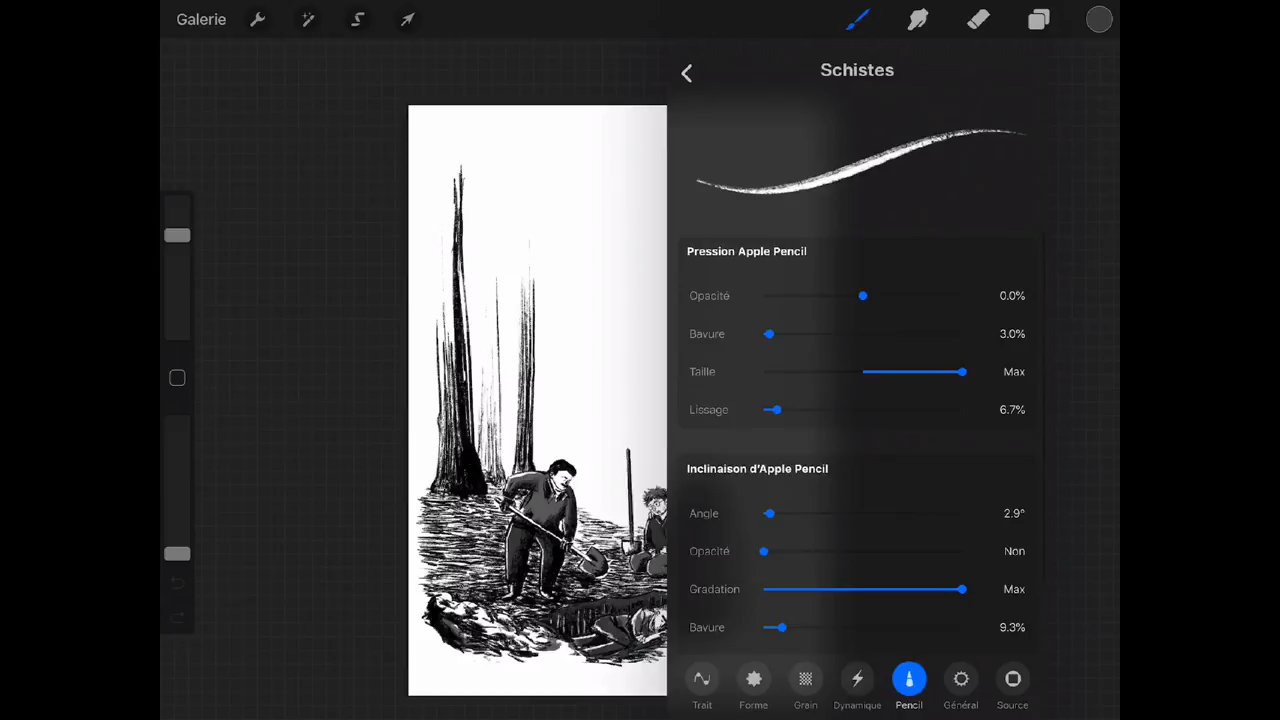 Galerie
Schistes
Pression Apple Pencil
Opacité 0.0%
Bavure 3.0%
Taille Max
Lissage 6.7%
Inclinaison d’Apple Pencil
Angle 2.9°
Opacité Non
Gradation Max
Bavure 9.3%
Trait Forme Grain Dynamique Pencil Général Source